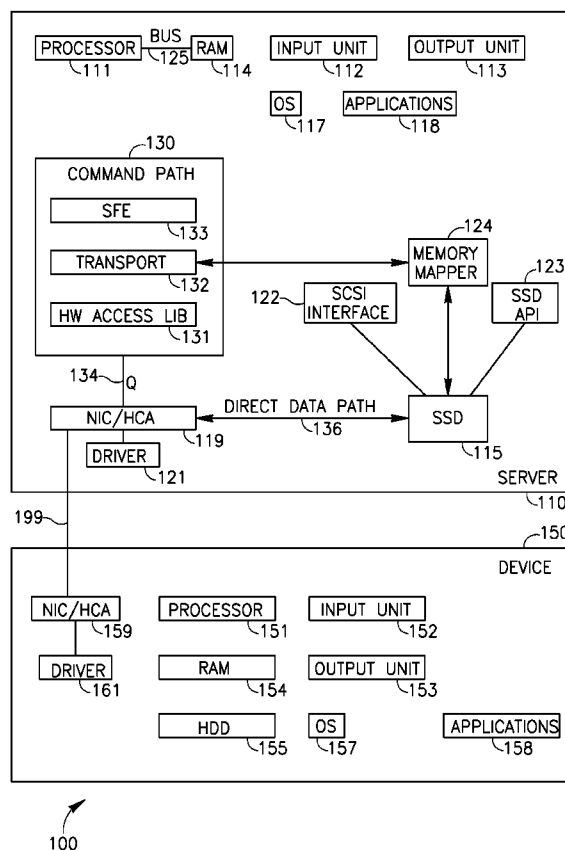 PROCESSOR BUS RAM INPUT UNIT OUTPUT UNIT
111 125 114 112 113
OS APPLICATIONS
117 118
130
COMMAND PATH
SFE
133
TRANSPORT
132
HW ACCESS LIB
131
124
MEMORY
MAPPER
122 SCSI
INTERFACE
123
SSD
API
134 Q
NIC/HCA DIRECT DATA PATH SSD
119 136 115
DRIVER
121
SERVER
110
199
150
DEVICE
NIC/HCA PROCESSOR INPUT UNIT
159 151 152
DRIVER RAM OUTPUT UNIT
161 154 153
HDD OS APPLICATIONS
155 157 158
100